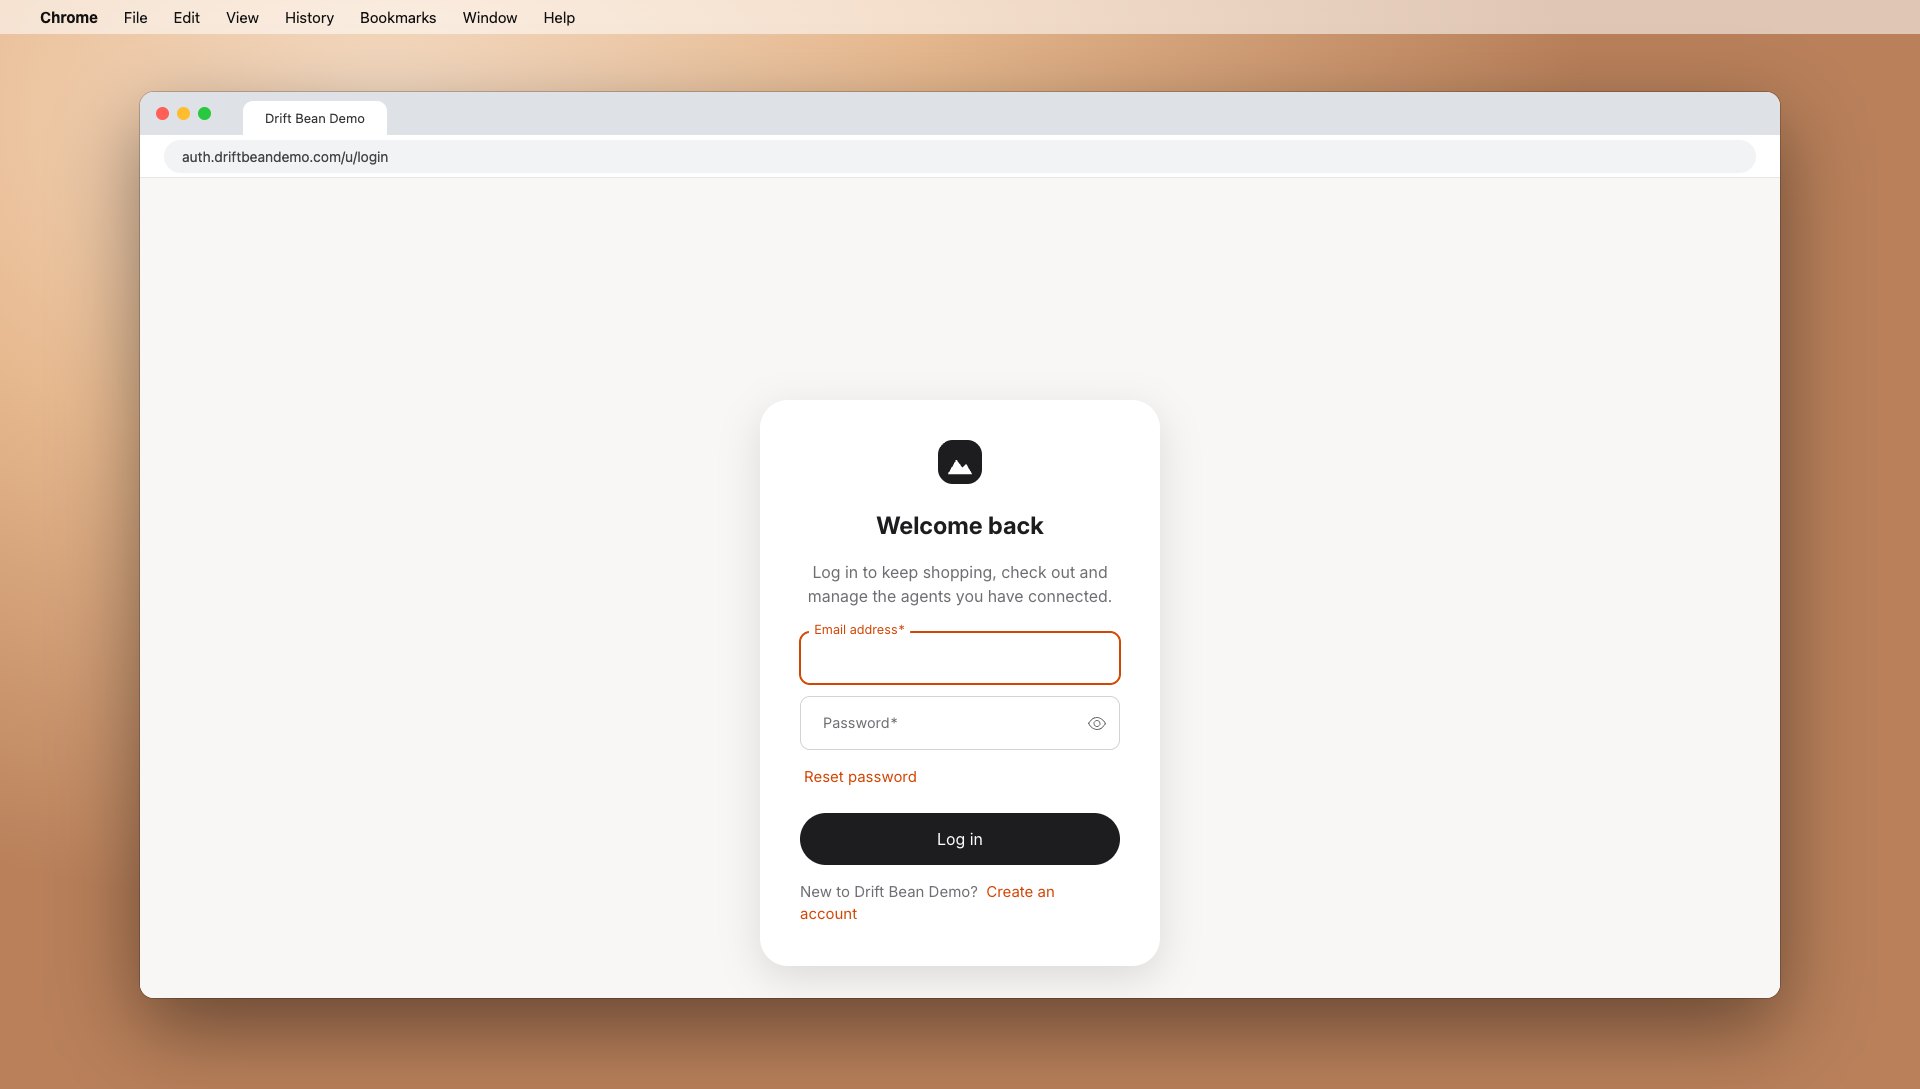 Chrome File Edit View History Bookmarks Window Help
Drift Bean Demo
auth.driftbeandemo.com/u/login
Welcome back
Log in to keep shopping, check out and
manage the agents you have connected.
Email address*
Password*
Reset password
Log in
New to Drift Bean Demo? Create an
account